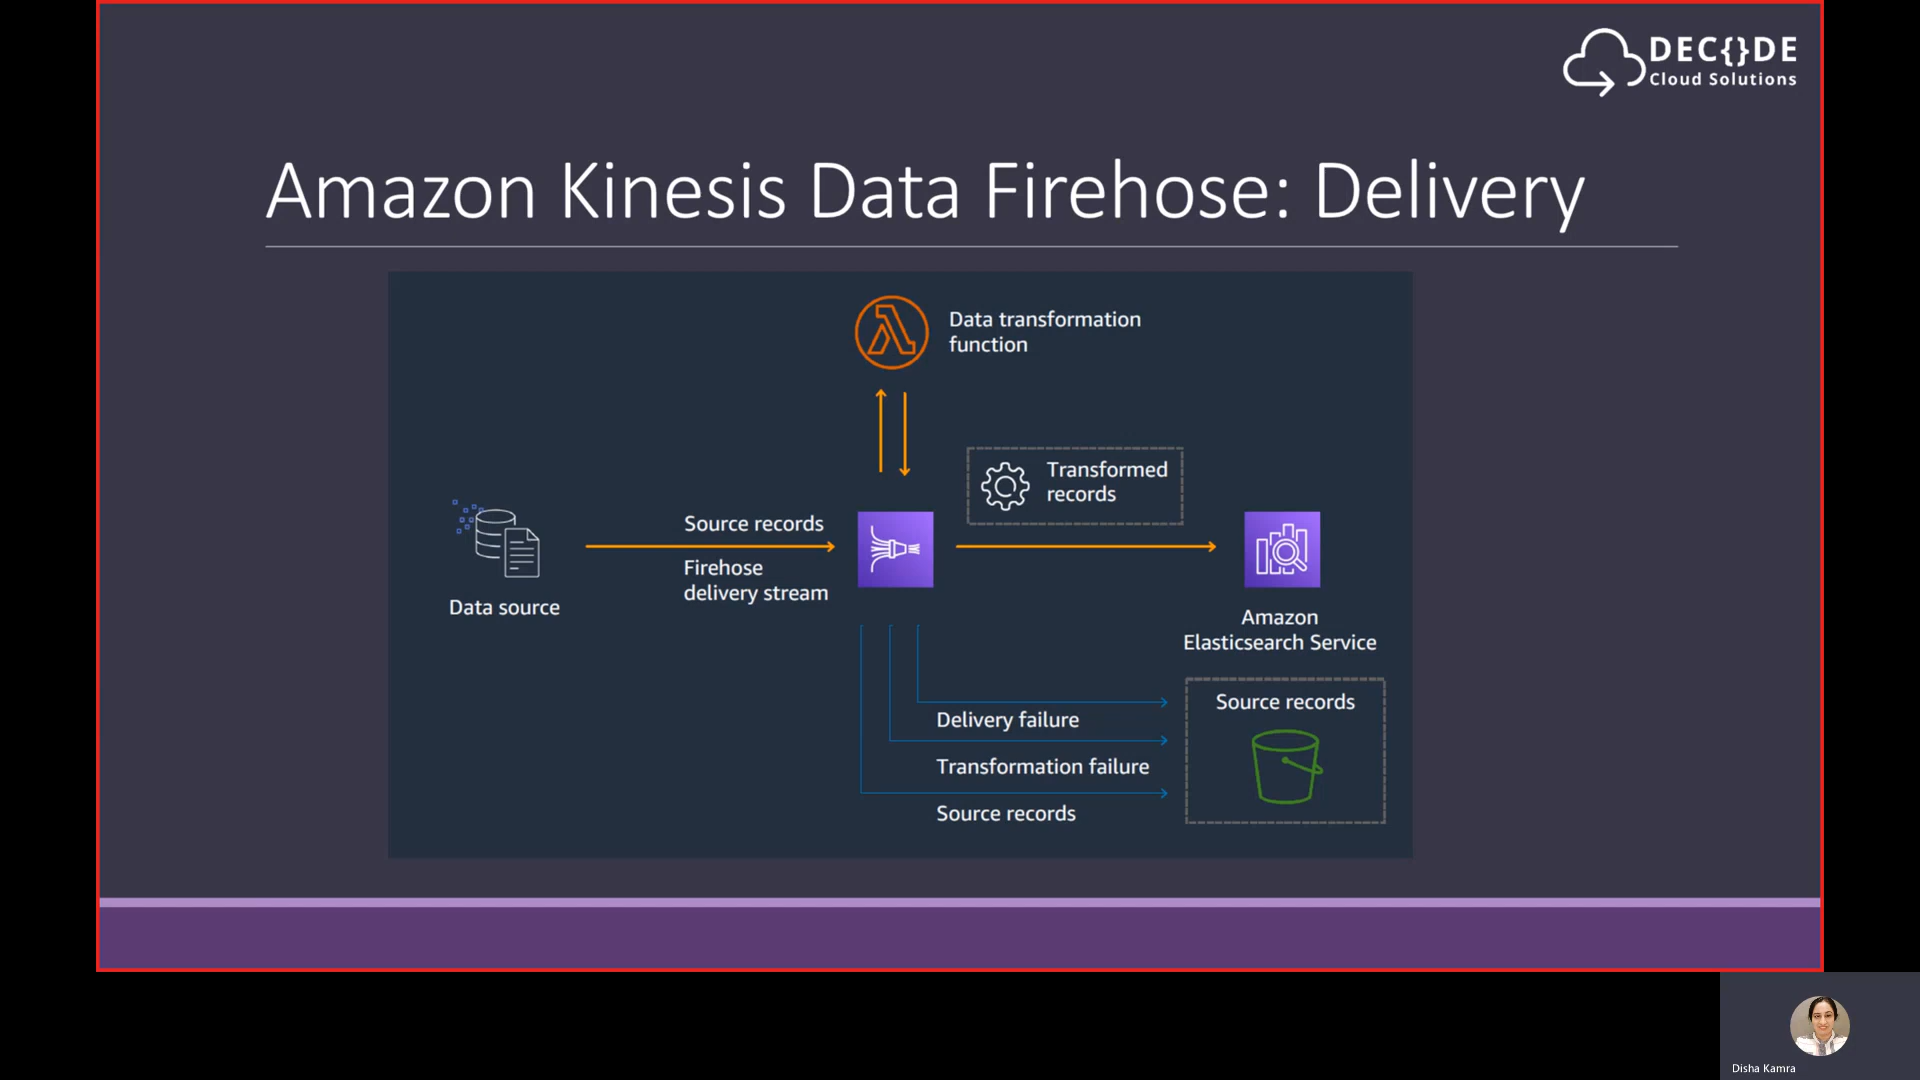 DEC{}DE
Cloud Solutions
Amazon Kinesis Data Firehose: Delivery
Data transformation
function
Transformed
records
Source records
Firehose
delivery stream
Data source
Amazon
Elasticsearch Service
Source records
Delivery failure
Transformation failure
Source records
Disha Kamra